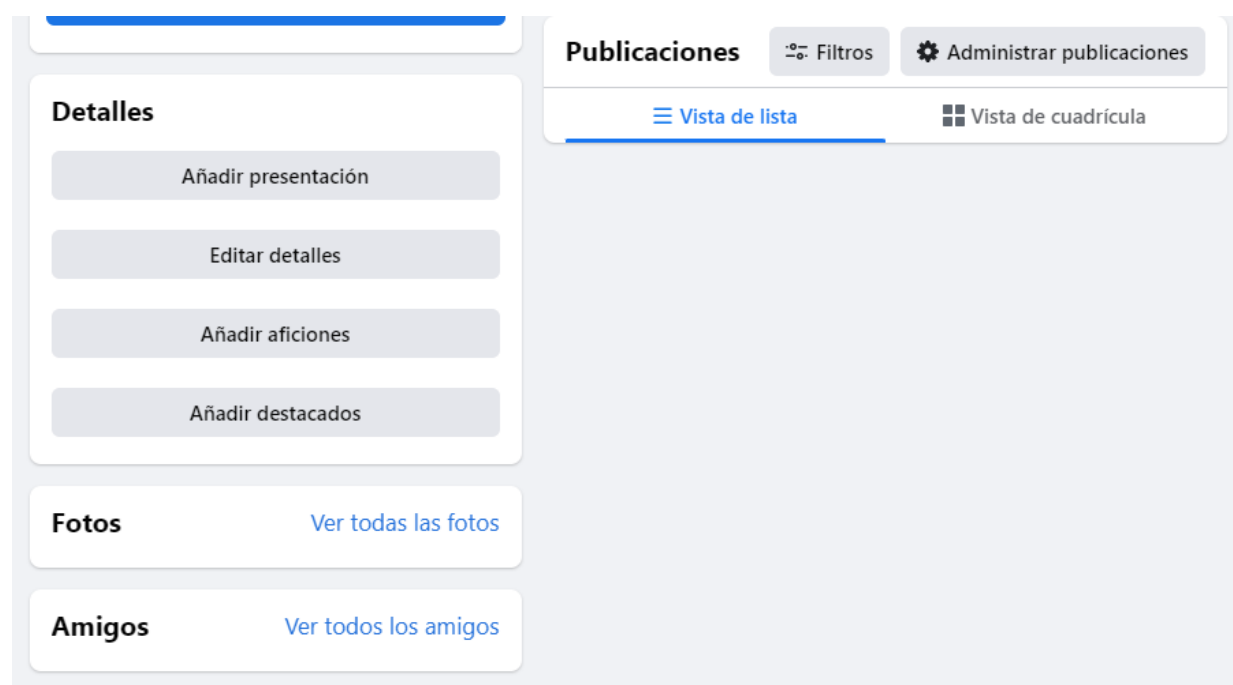 Publicaciones
Filtros
Administrar publicaciones
Vista de lista
Vista de cuadrícula
Detalles
Añadir presentación
Editar detalles
Añadir aficiones
Añadir destacados
Fotos
Ver todas las fotos
Amigos
Ver todos los amigos